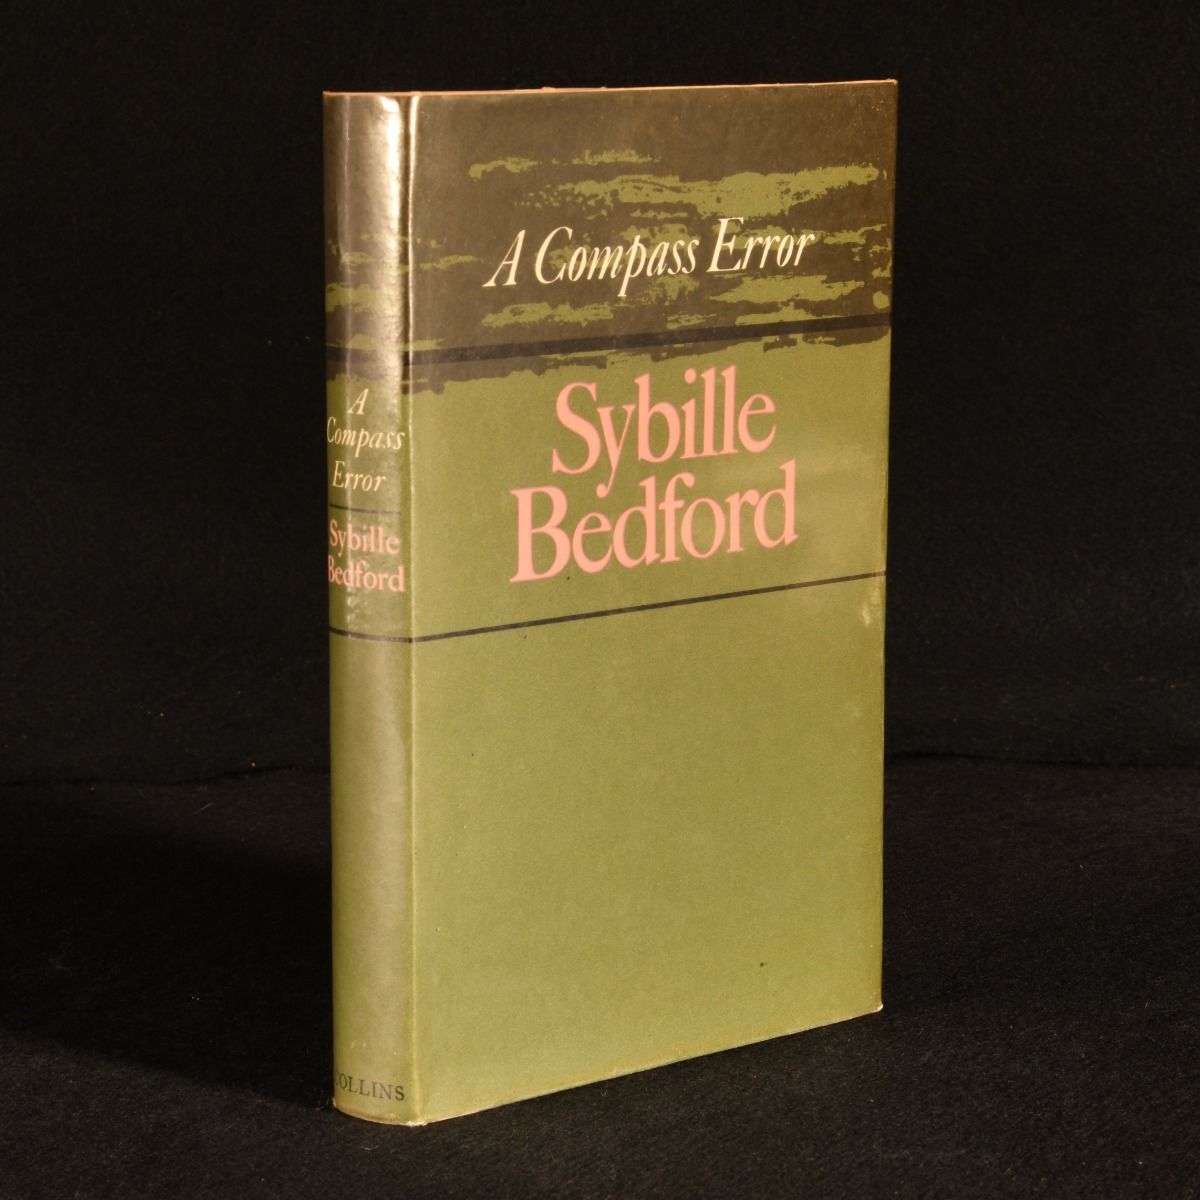 A Compass Error
Sybille
Bedford
A
Compass
Error
Sybille
Bedford
COLLINS